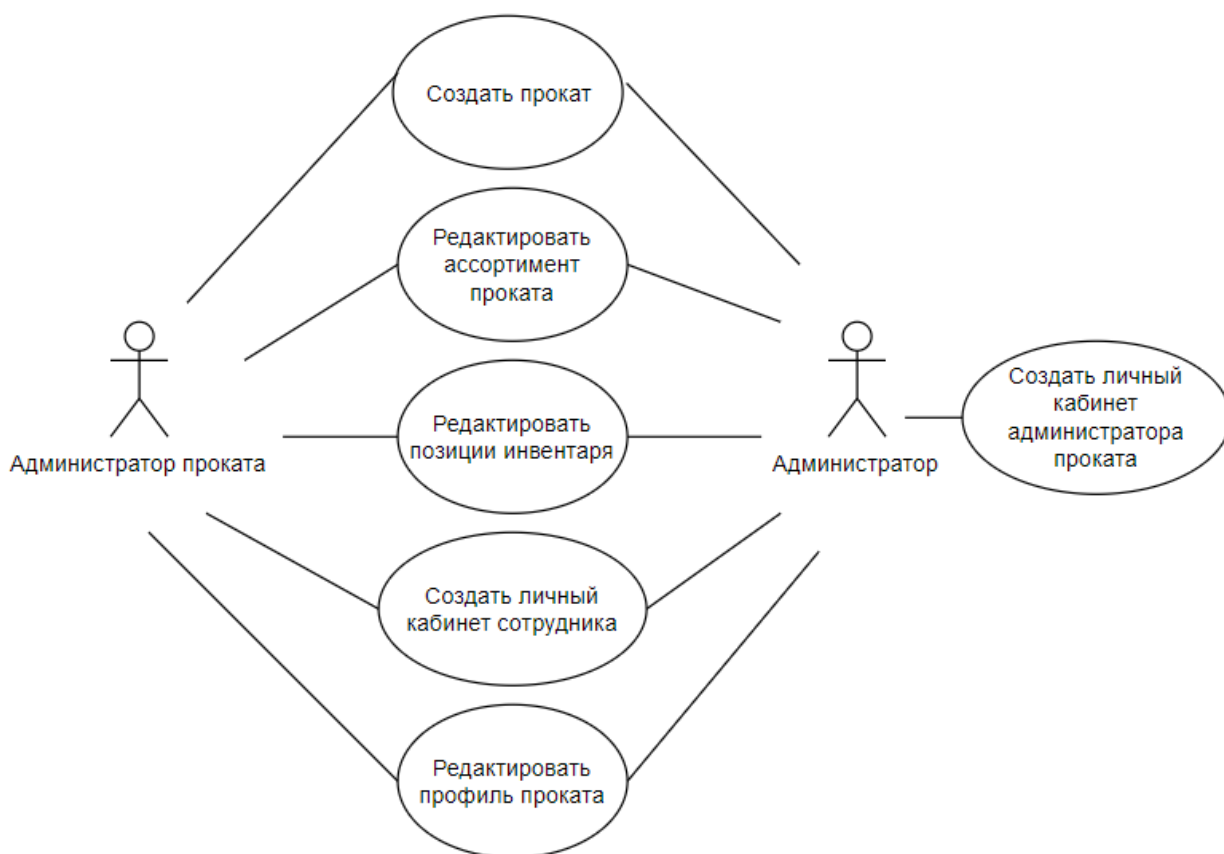 Создать прокат
Редактировать
ассортимент
проката
Администратор проката
Редактировать
позиции инвентаря
Администратор
Создать личный
кабинет
администратора
проката
Создать личный
кабинет сотрудника
Редактировать
профиль проката